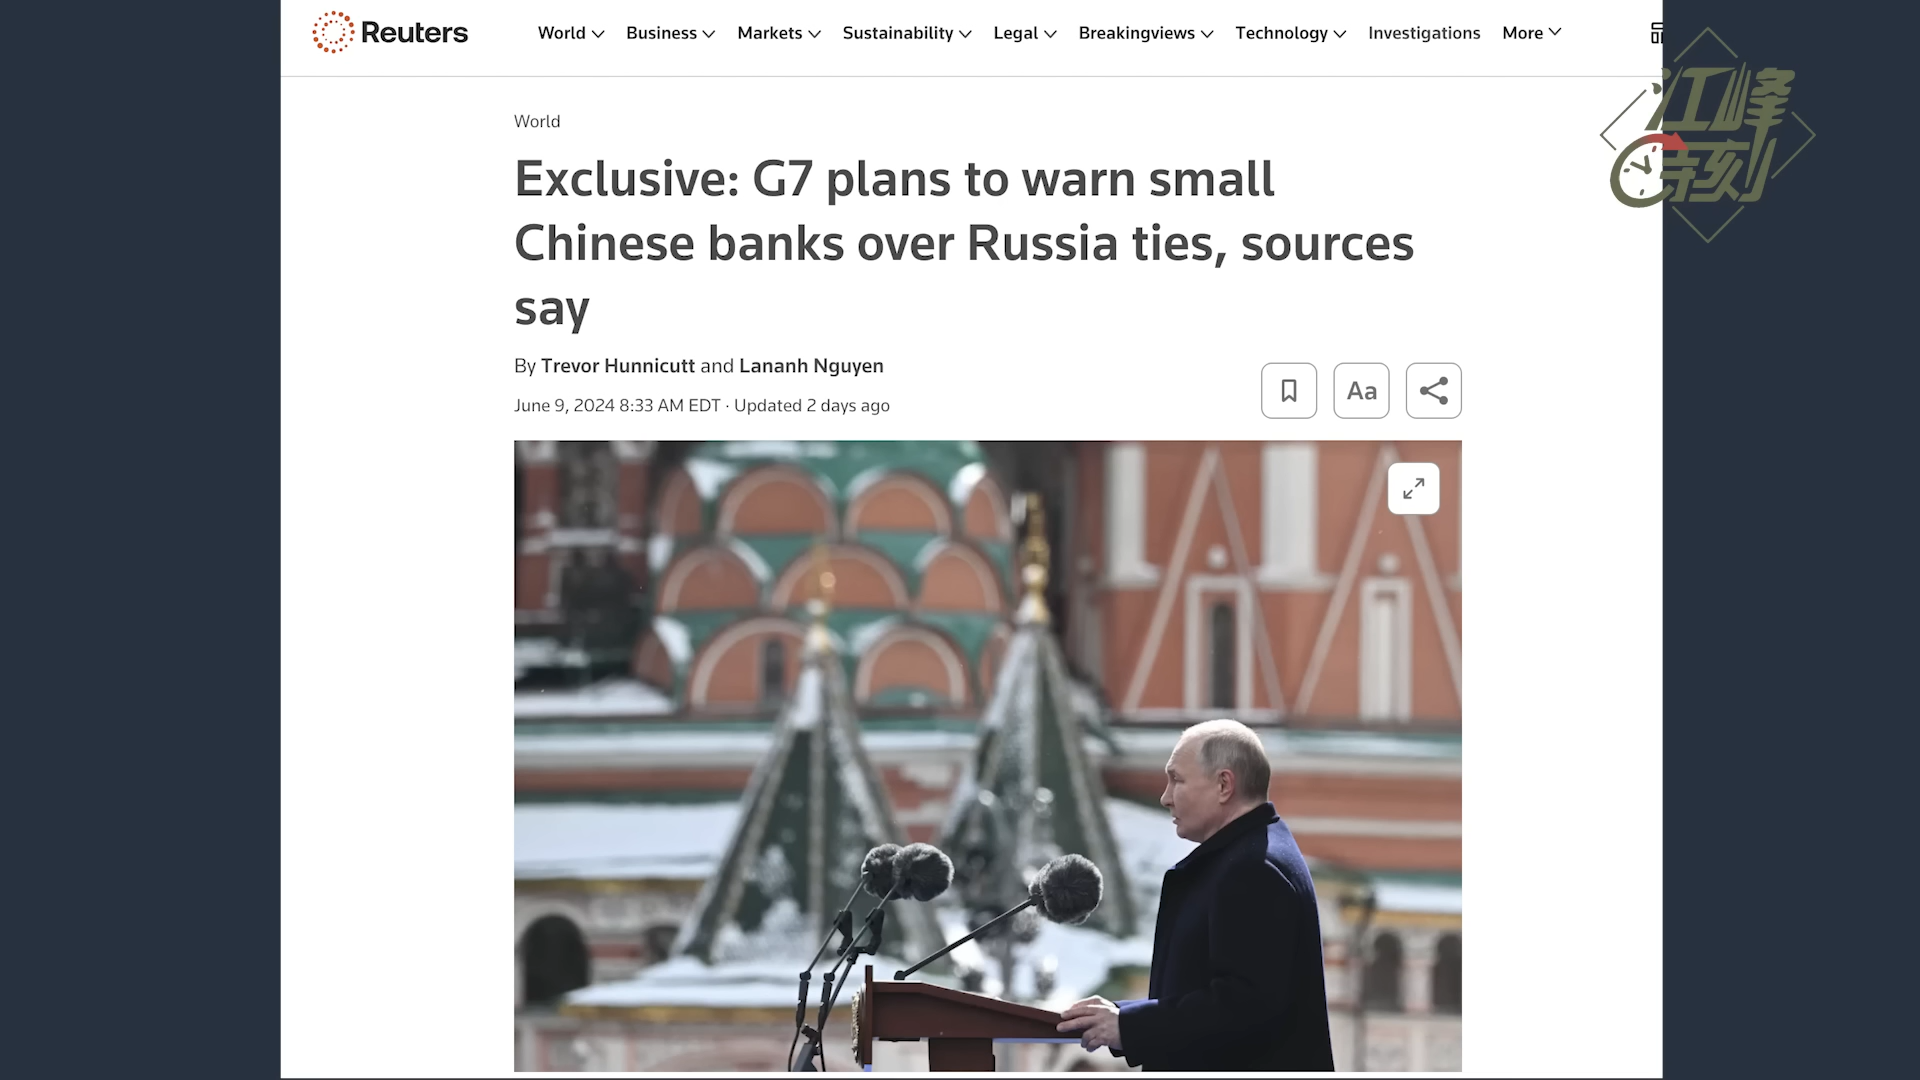 Reuters
World Business Markets Sustainability Legal Breakingviews Technology Investigations More
江峰
时刻
World
Exclusive: G7 plans to warn small
Chinese banks over Russia ties, sources
say
By Trevor Hunnicutt and Lananh Nguyen
Aa
June 9, 2024 8:33 AM EDT · Updated 2 days ago